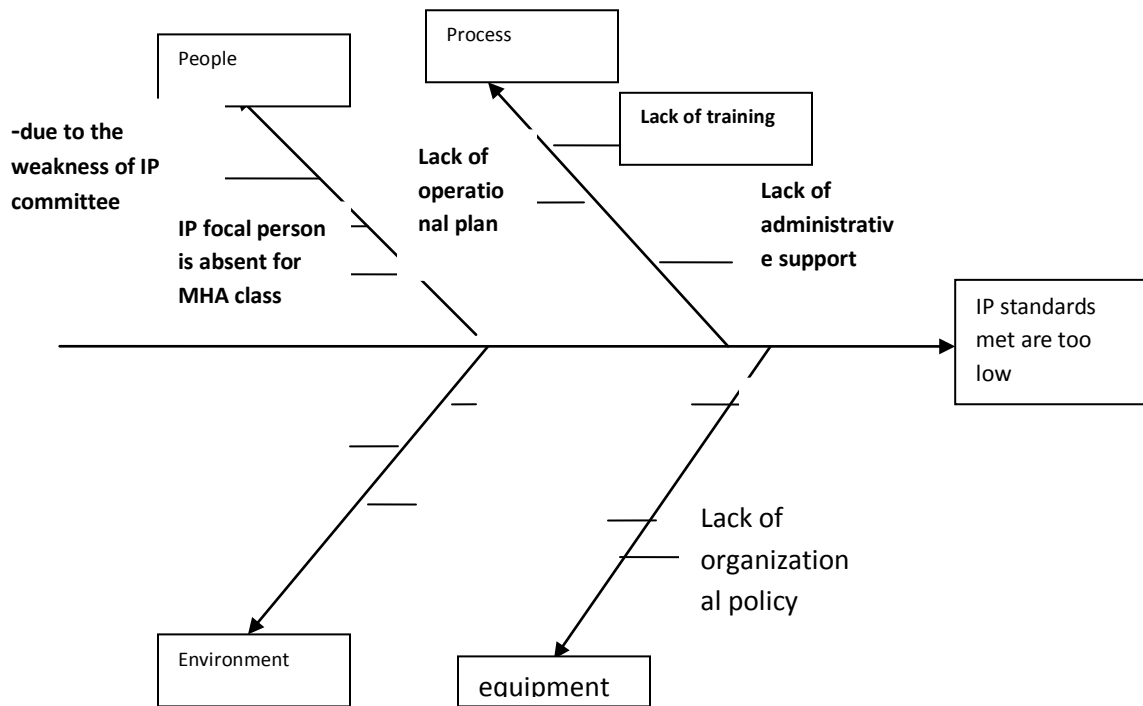 People
-due to the
weakness of IP
committee
IP focal person
is absent for
MHA class
Process
Lack of training
Lack of
operatio
nal plan
Lack of
administrativ
e support
IP standards
met are too
low
Environment
equipment
Lack of
organization
al policy